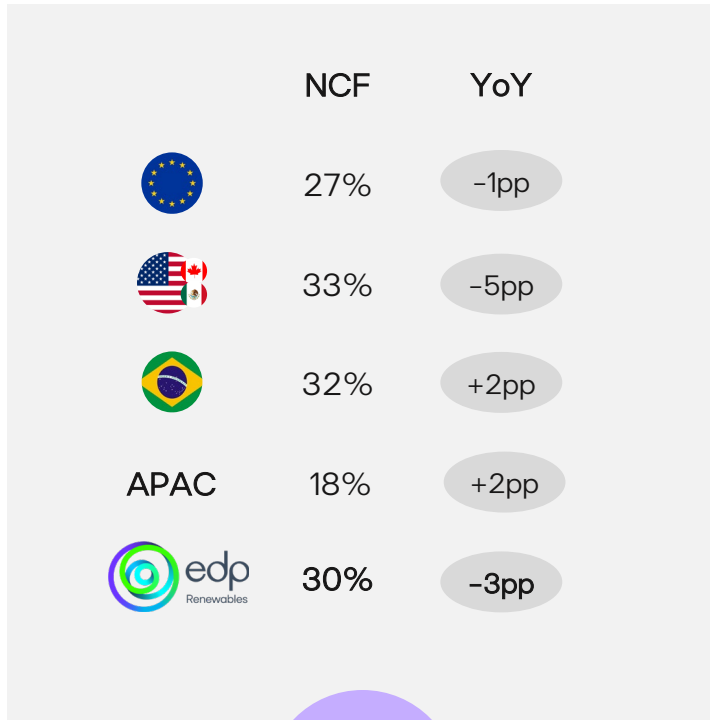 NCF YoY
27% -1pp
33% -5pp
32% +2pp
APAC 18% +2pp
edp Renewables 30% -3pp